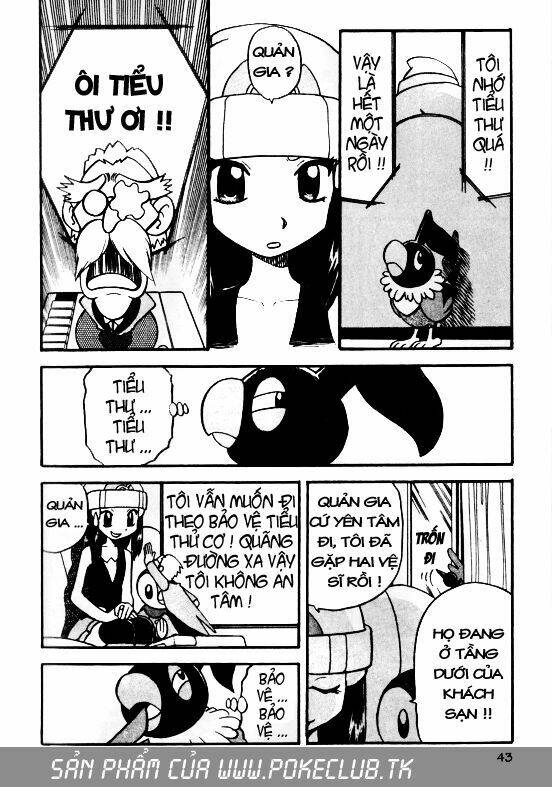 TÔI
NHỚ
TIỂU
THƯ
QUÁ
!!
VẬY
LÀ
HẾT
MỘT
NGÀY
RỒI !!
QUẢN
GIA ?
ÔI TIỂU
THƯ ƠI !!
TIỂU
THƯ ...
TIỂU
THƯ ...
TRỐN
ĐI
QUẢN GIA
CỨ YÊN TÂM
ĐI, TÔI ĐÃ
GẶP HAI VỆ
SĨ RỒI !
HỌ ĐANG
Ở TẦNG
DƯỚI CỦA
KHÁCH
SẠN !!
TÔI VẪN MUỐN ĐI
THEO BẢO VỆ TIỂU
THƯ CƠ ! QUÃNG
ĐƯỜNG XA VẬY
TÔI KHÔNG AN
TÂM !
QUẢN
GIA ...
BẢO
VỆ ...
BẢO
VỆ ...
43
SẢN PHẨM CỦA WWW.POKECLUB.TK